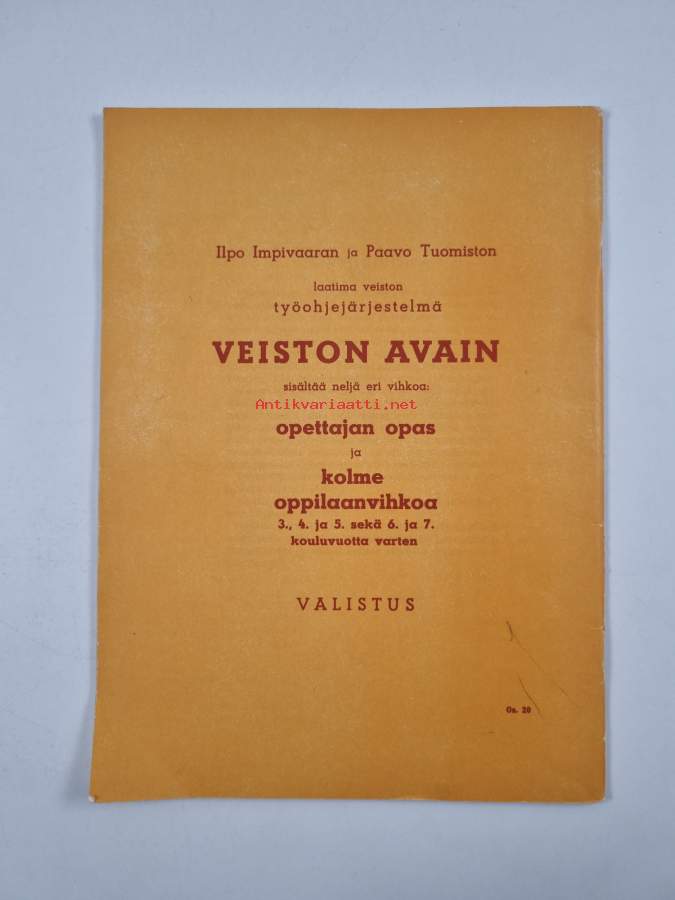 Ilpo Impivaaran ja Paavo Tuomiston
laatima veiston
työohjejärjestelmä
VEISTON AVAIN
sisältää neljä eri vihkoa:
Antikvariaatti.net
opettajan opas
ja
kolme
oppilaanvihkoa
3., 4. ja 5. sekä 6. ja 7.
kouluvuotta varten
VALISTUS
Os. 20